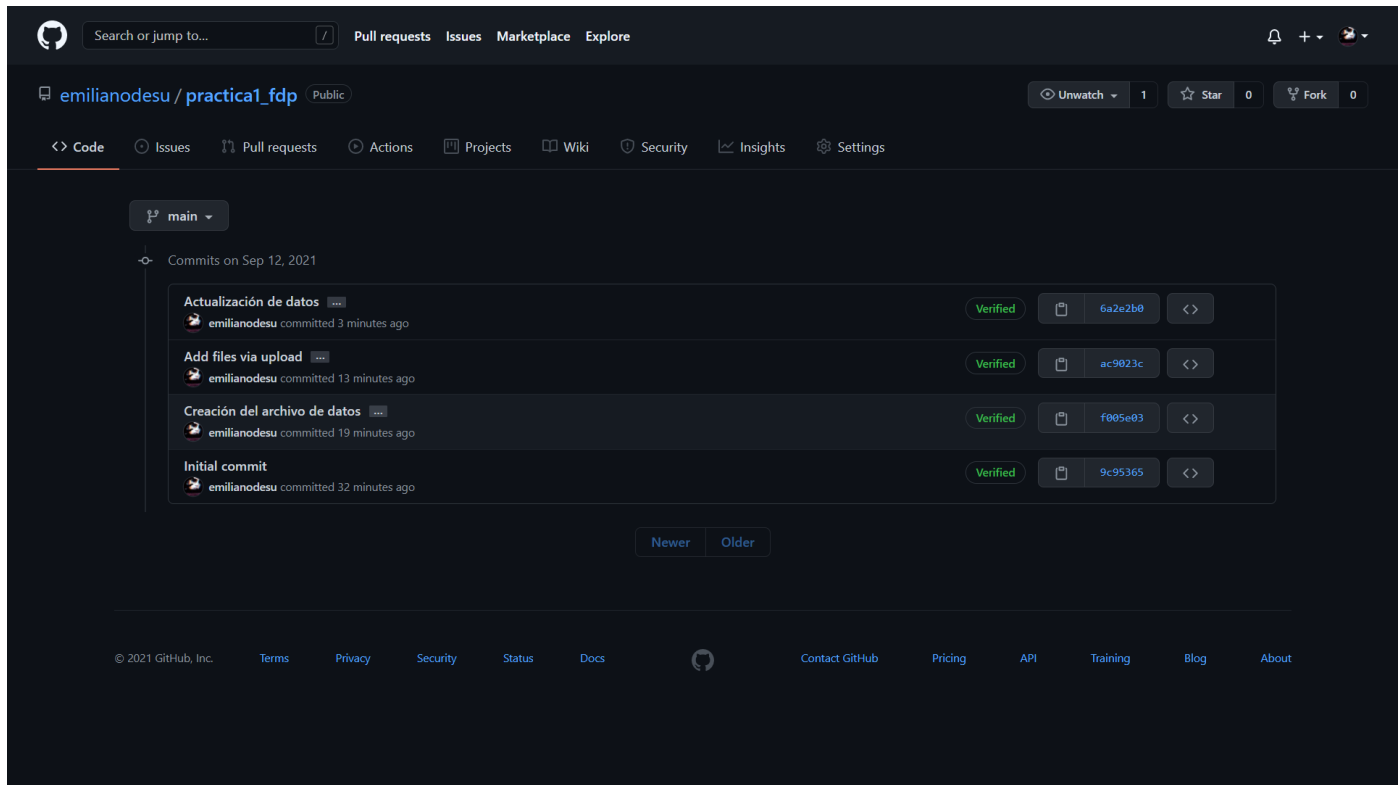 Search or jump to... / Pull requests Issues Marketplace Explore
emilianodesu / practica1_fdp Public Unwatch 1 Star 0 Fork 0
<> Code Issues Pull requests Actions Projects Wiki Security Insights Settings
main
Commits on Sep 12, 2021
Actualización de datos ...
emilianodesu committed 3 minutes ago Verified 6a2e2b0 <>
Add files via upload ...
emilianodesu committed 13 minutes ago Verified ac9023c <>
Creación del archivo de datos ...
emilianodesu committed 19 minutes ago Verified f005e03 <>
Initial commit
emilianodesu committed 32 minutes ago Verified 9c95365 <>
Newer Older
© 2021 GitHub, Inc. Terms Privacy Security Status Docs Contact GitHub Pricing API Training Blog About